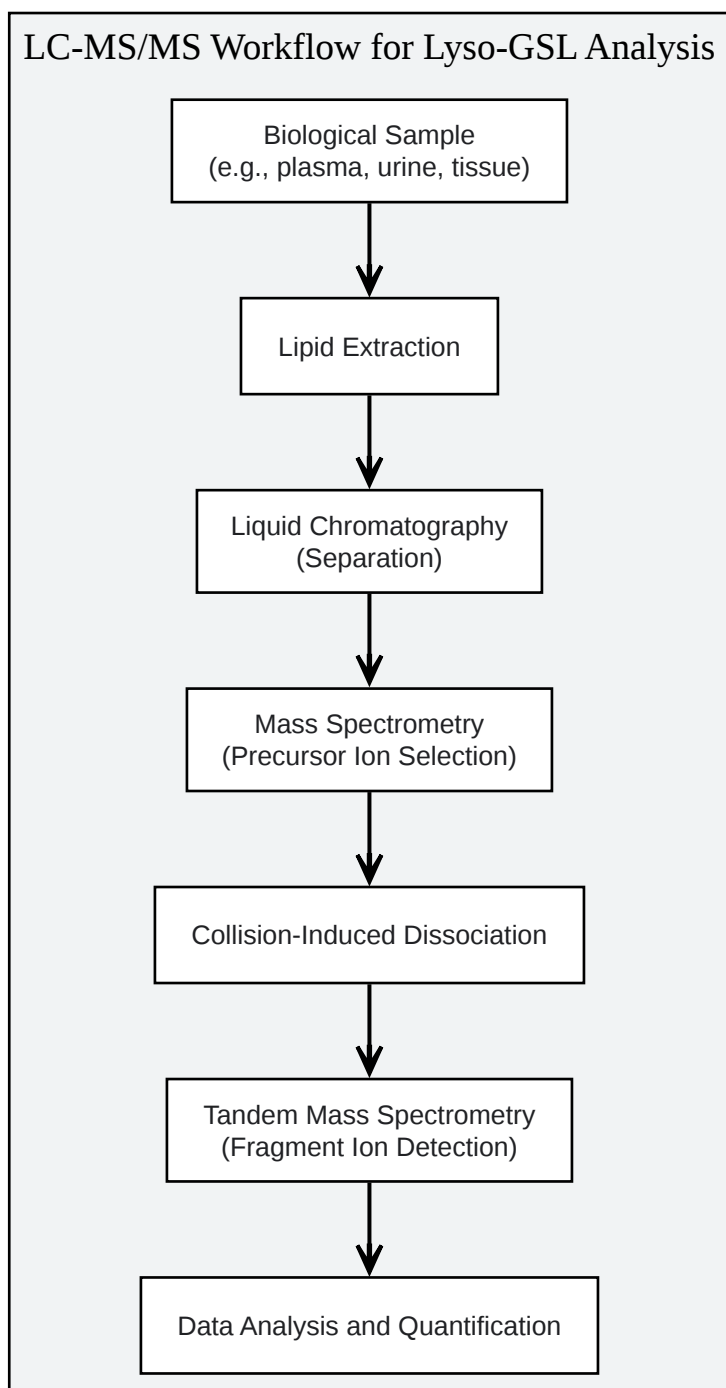 LC-MS/MS Workflow for Lyso-GSL Analysis
Biological Sample
(e.g., plasma, urine, tissue)
Lipid Extraction
Liquid Chromatography
(Separation)
Mass Spectrometry
(Precursor Ion Selection)
Collision-Induced Dissociation
Tandem Mass Spectrometry
(Fragment Ion Detection)
Data Analysis and Quantification